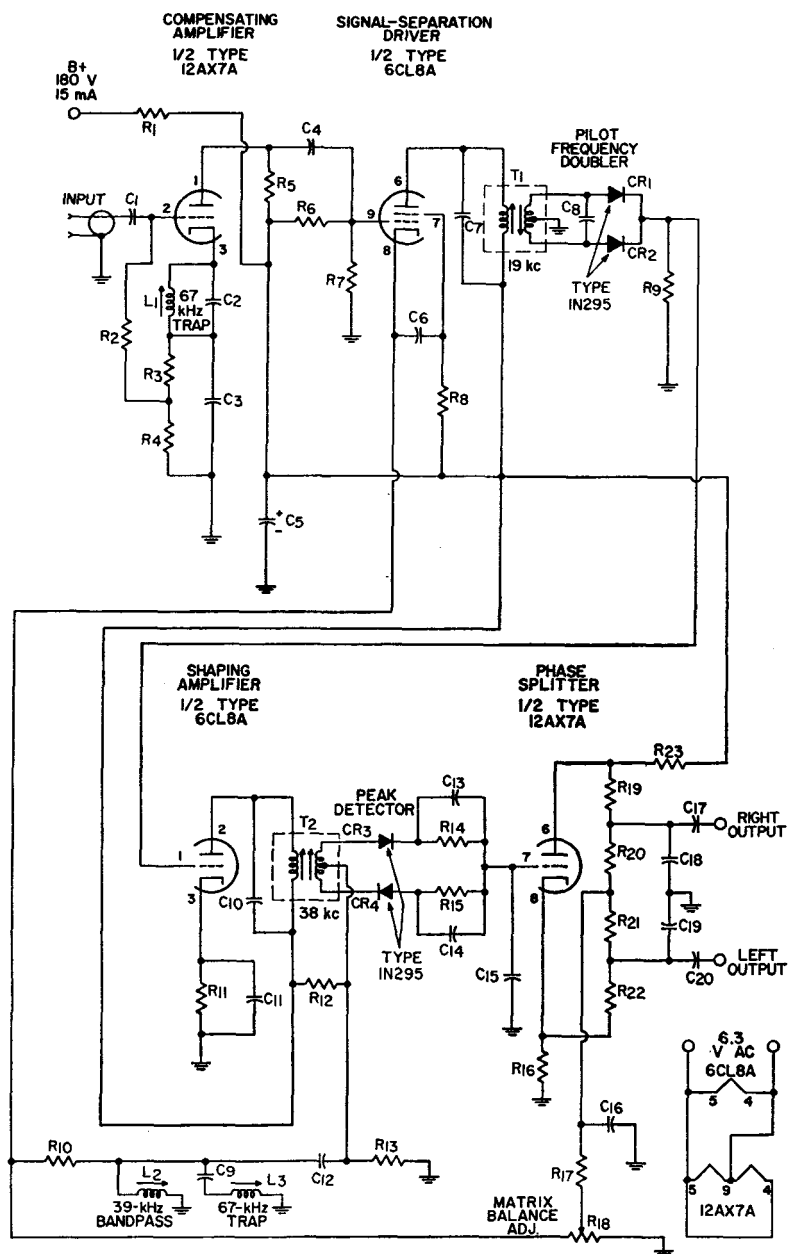 COMPENSATING
AMPLIFIER
1/2 TYPE
12AX7A
SIGNAL-SEPARATION
DRIVER
1/2 TYPE
6CL8A
B+
180 V
15 mA
R1
C4
PILOT
FREQUENCY
DOUBLER
INPUT
C1
1
2
3
R5
R6
6
9
7
8
C7
T1
19 kc
C8
CR1
CR2
TYPE
IN295
R9
L1
67
kHz
TRAP
C2
R2
R3
R4
C3
R7
C6
R8
+
-
C5
SHAPING
AMPLIFIER
1/2 TYPE
6CL8A
PHASE
SPLITTER
1/2 TYPE
12AX7A
R23
2
1
3
C10
T2
38 kc
PEAK
DETECTOR
CR3
CR4
TYPE
IN295
C13
R14
R15
C14
C15
6
7
8
R19
R20
R21
R22
C17
RIGHT
OUTPUT
C18
C19
C20
LEFT
OUTPUT
R11
C11
R12
R16
C16
6.3
V AC
6CL8A
5
4
5
9
4
12AX7A
R10
L2
39-kHz
BANDPASS
C9
L3
67-kHz
TRAP
C12
R13
R17
MATRIX
BALANCE
ADJ.
R18